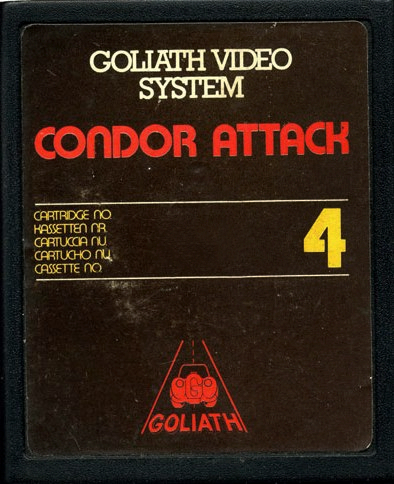 GOLIATH VIDEO
SYSTEM
CONDOR ATTACK
CARTRIDGE NO.
KASSETTEN NR.
CARTUCCIA NU.
CARTUCHO NU.
CASSETTE NO.
4
G
GOLIATH